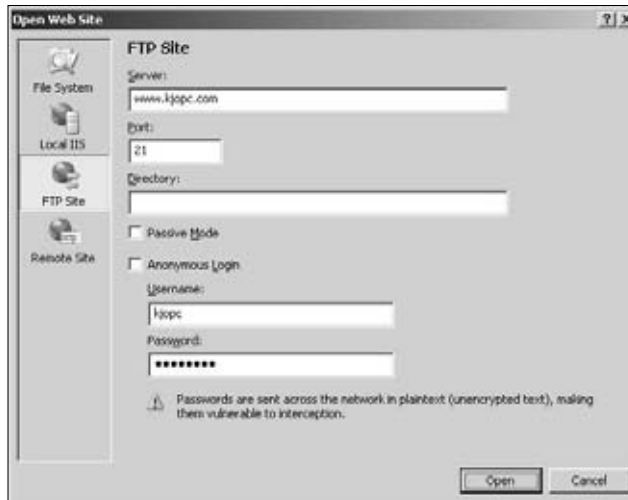 Open Web Site
FTP Site
File System
Local IIS
FTP Site
Remote Site
Server:
www.kjopc.com
Port:
21
Directory:
Passive Mode
Anonymous Login
Username:
kjopc
Password:
••••••••
Passwords are sent across the network in plaintext (unencrypted text), making
them vulnerable to interception.
Open Cancel